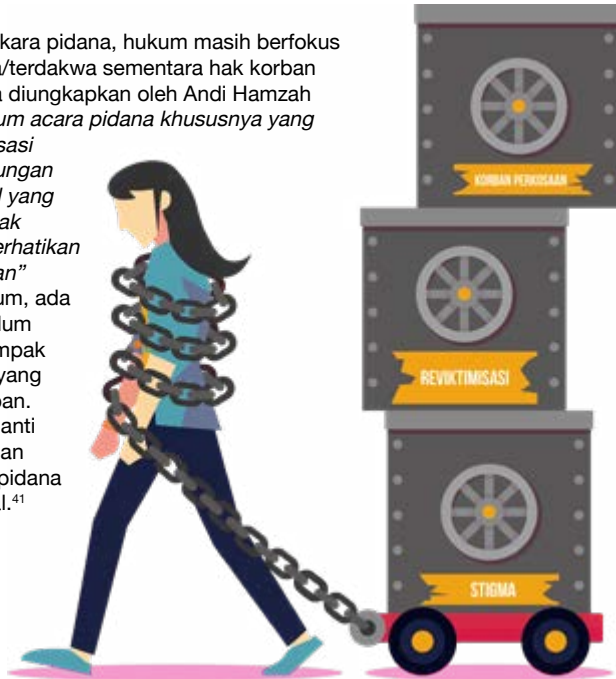 kara pidana, hukum masih berfokus
a/terdakwa sementara hak korban
a diungkapkan oleh Andi Hamzah
um acara pidana khususnya yang
sasi
ungan
l yang
ak
erhatikan
an”
um, ada
lum
mpak
yang
ban.
anti
an
pidana
al.⁴¹
KORBAN PERKOSAAN
REVIKTIMISASI
STIGMA